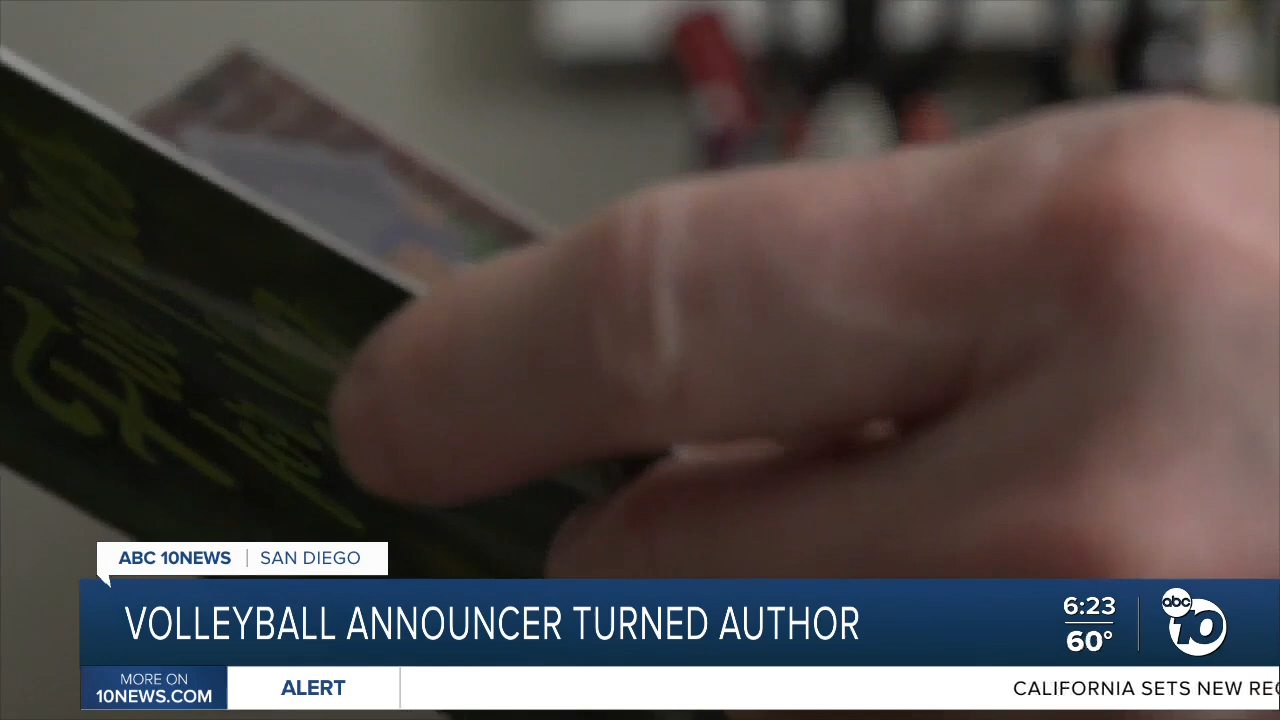 ABC 10NEWS | SAN DIEGO
VOLLEYBALL ANNOUNCER TURNED AUTHOR
6:23
60°
abc 10
MORE ON
10NEWS.COM
ALERT
CALIFORNIA SETS NEW REC